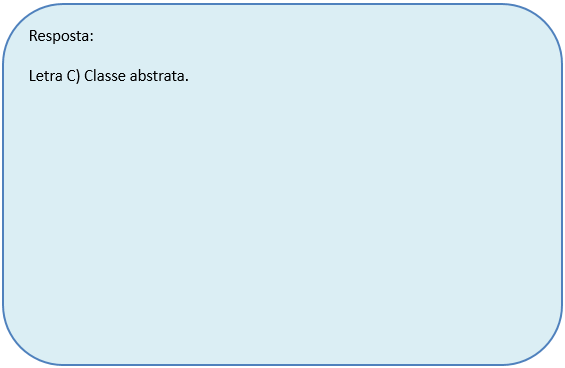 Resposta:
Letra C) Classe abstrata.